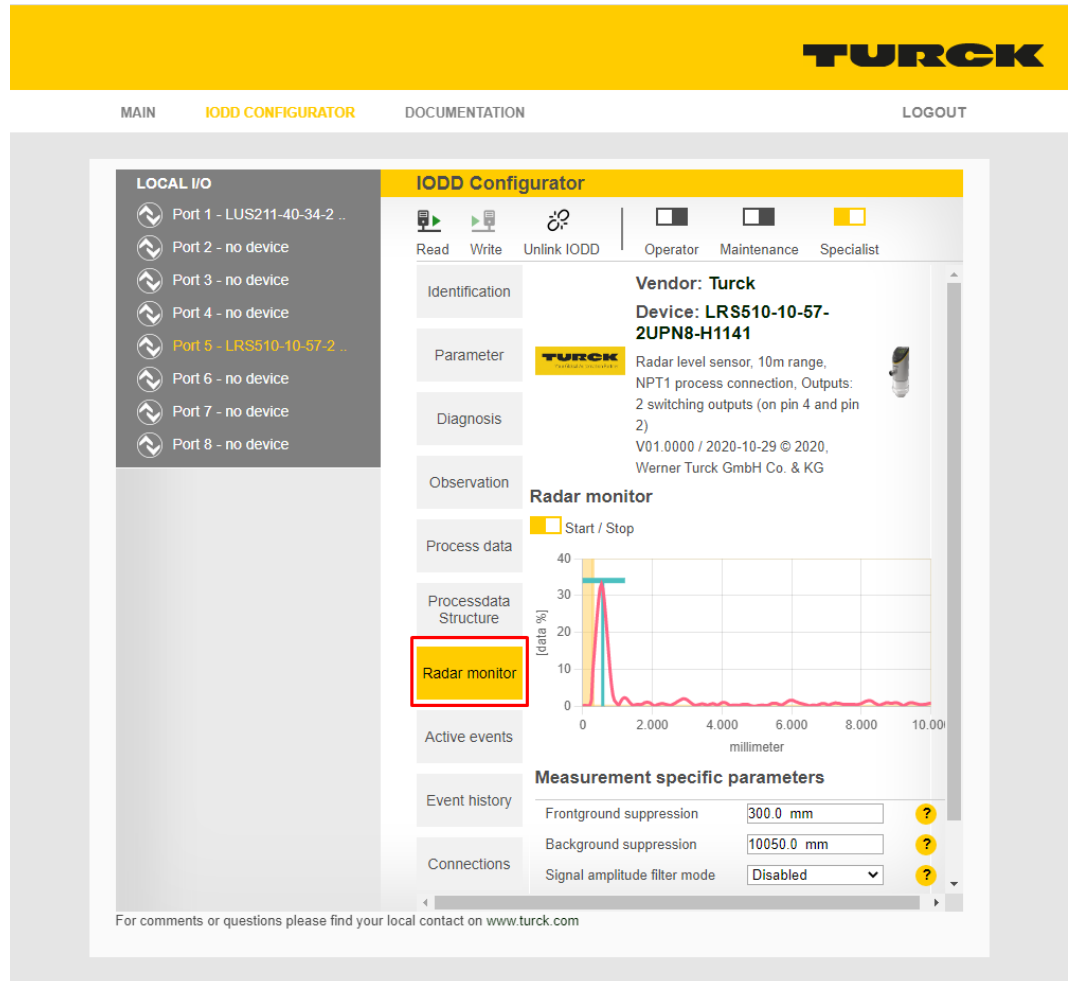 TURCK
MAIN IODD CONFIGURATOR DOCUMENTATION LOGOUT
LOCAL I/O
Port 1 - LUS211-40-34-2 ..
Port 2 - no device
Port 3 - no device
Port 4 - no device
Port 5 - LRS510-10-57-2 ..
Port 6 - no device
Port 7 - no device
Port 8 - no device
IODD Configurator
Read Write Unlink IODD Operator Maintenance Specialist
Identification
Parameter
Diagnosis
Observation
Process data
Processdata
Structure
Radar monitor
Active events
Event history
Connections
TURCK
Vendor: Turck
Device: LRS510-10-57-
2UPN8-H1141
Radar level sensor, 10m range,
NPT1 process connection, Outputs:
2 switching outputs (on pin 4 and pin
2)
V01.0000 / 2020-10-29 © 2020,
Werner Turck GmbH Co. & KG
Radar monitor
Start / Stop
[data %]
40
30
20
10
0
0 2.000 4.000 6.000 8.000 10.00
millimeter
Measurement specific parameters
Frontground suppression 300.0 mm ?
Background suppression 10050.0 mm ?
Signal amplitude filter mode Disabled ?
For comments or questions please find your local contact on www.turck.com